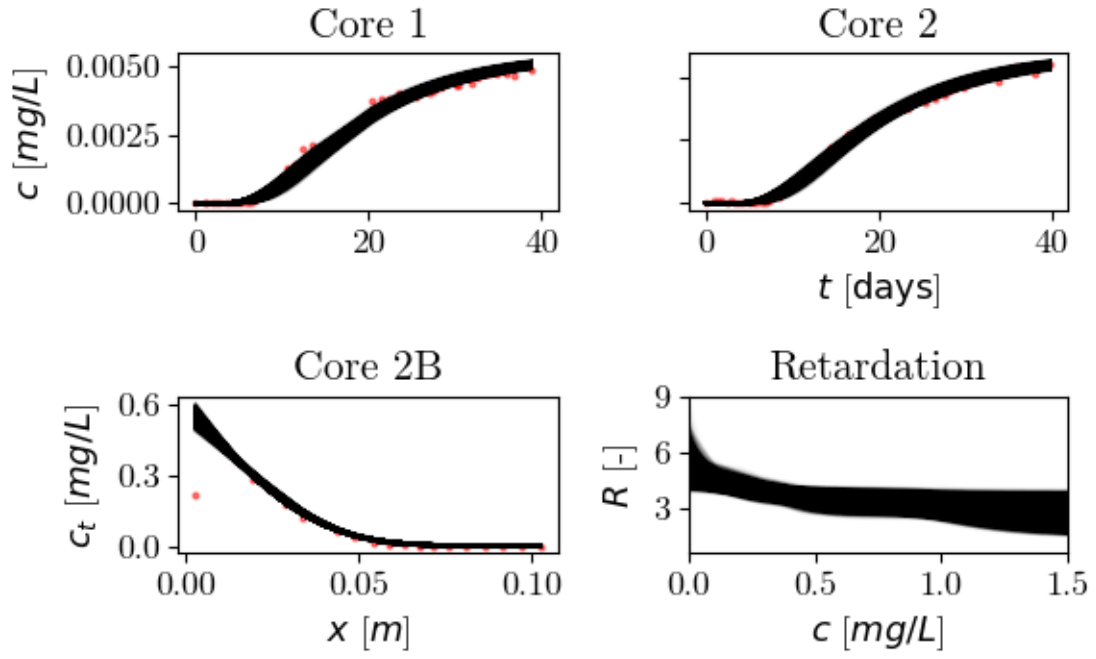 Core 1
c [mg/L]
0.0050
0.0025
0.0000
0 20 40
Core 2
0 20 40
t [days]
Core 2B
c_t [mg/L]
0.6
0.3
0.0
0.00 0.05 0.10
x [m]
Retardation
R [-]
9
6
3
0.0 0.5 1.0 1.5
c [mg/L]